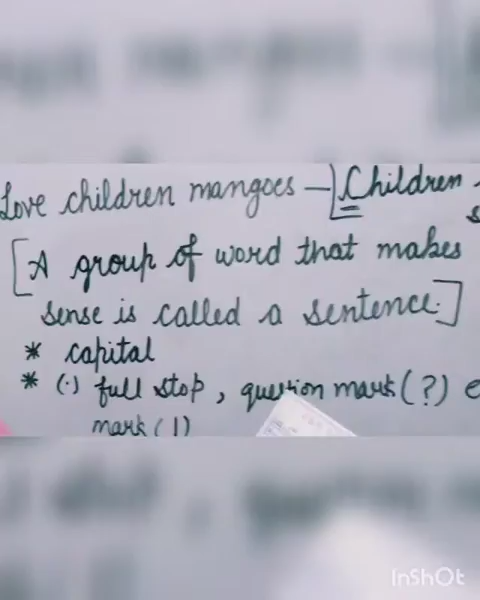 Love children mangoes — Children
[A group of word that makes
sense is called a sentence.]
* capital
* (.) full stop, question mark (?) e
mark (!)
InShOt